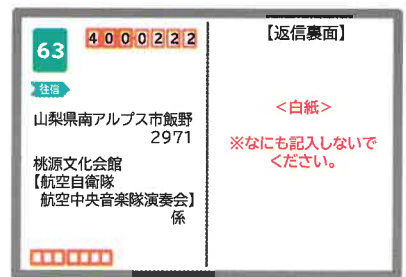 63
4000222
往信
山梨県南アルプス市飯野
2971
桃源文化会館
【航空自衛隊
航空中央音楽隊演奏会】
係
【返信裏面】
＜白紙＞
※なにも記入しないで
ください。